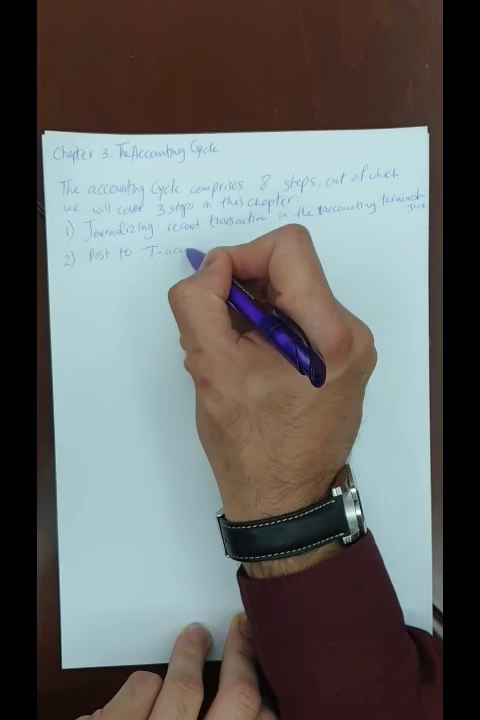 Chapter 3. The Accounting Cycle
The accounting cycle comprises 8 steps, out of which
we will cover 3 steps in this chapter:
1) Journalizing: record transaction in the accounting
2) Post to T-acc